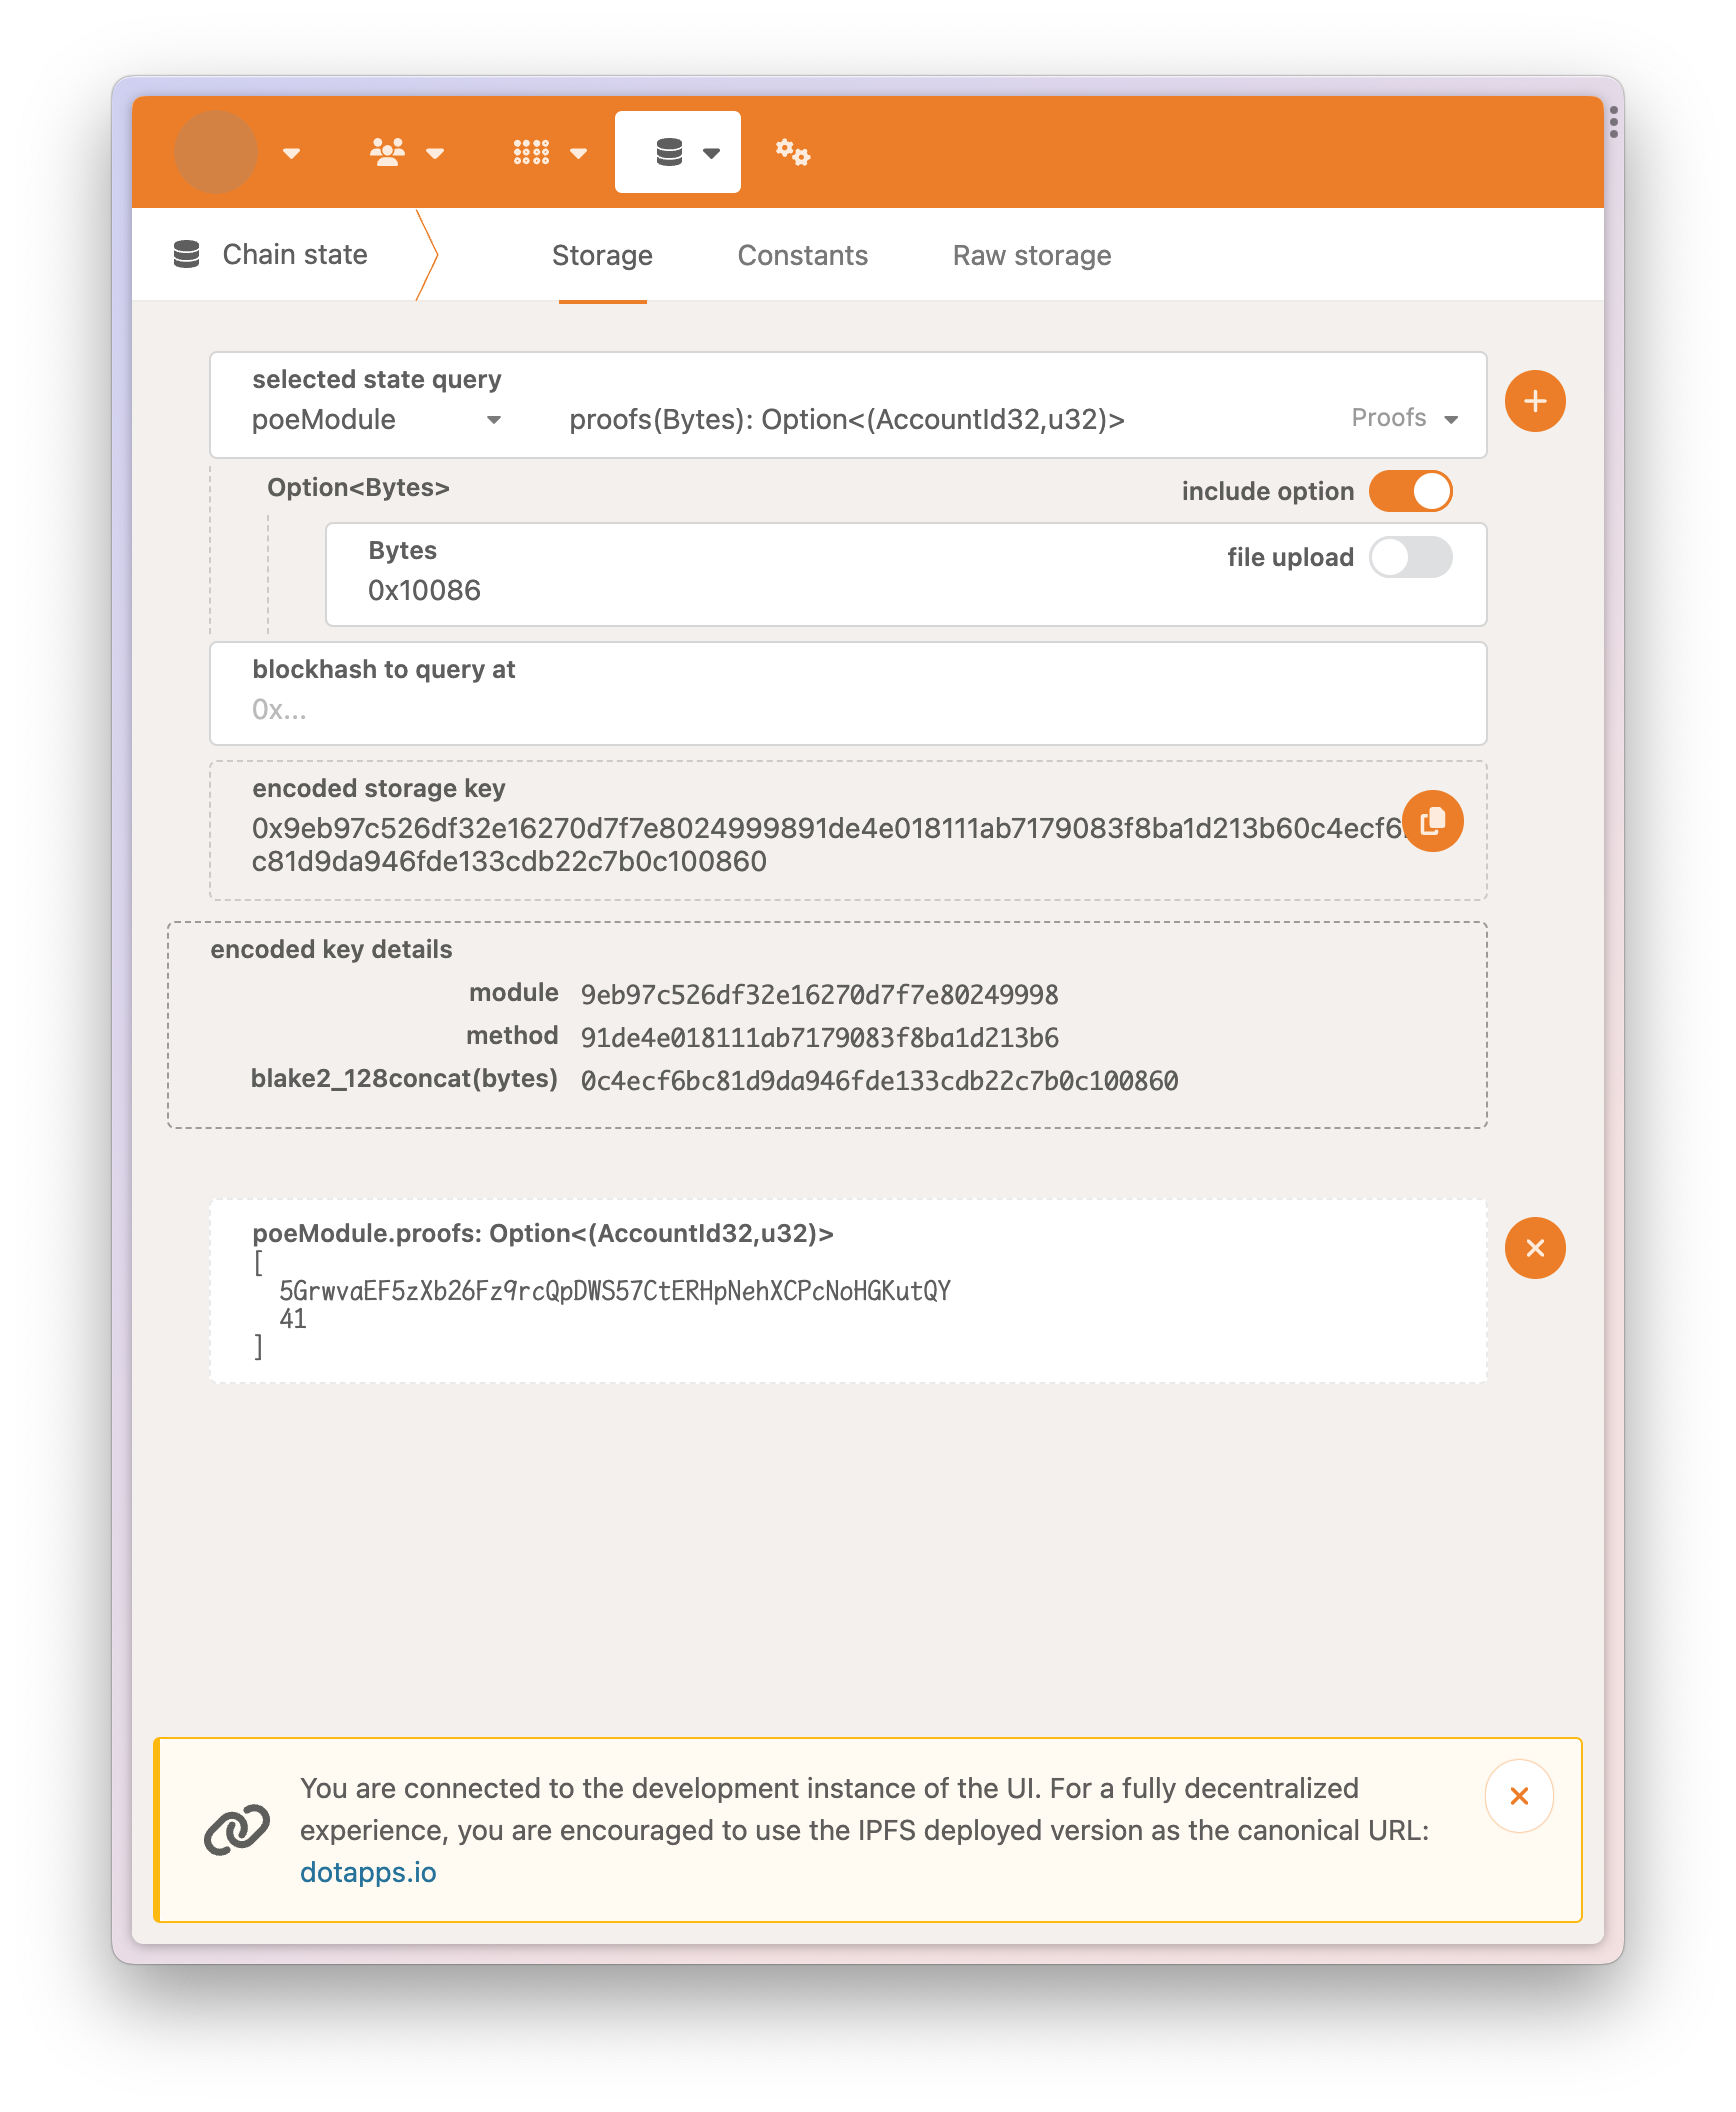 Chain state
Storage
Constants
Raw storage
selected state query
poeModule
proofs(Bytes): Option<(AccountId32,u32)>
Proofs
Option<Bytes>
include option
Bytes
file upload
0x10086
blockhash to query at
0x...
encoded storage key
0x9eb97c526df32e16270d7f7e8024999891de4e018111ab7179083f8ba1d213b60c4ecf6
c81d9da946fde133cdb22c7b0c100860
encoded key details
module 9eb97c526df32e16270d7f7e80249998
method 91de4e018111ab7179083f8ba1d213b6
blake2_128concat(bytes) 0c4ecf6bc81d9da946fde133cdb22c7b0c100860
poeModule.proofs: Option<(AccountId32,u32)>
[
5GrwvaEF5zXb26Fz9rcQpDWS57CtERHpNehXCPcNoHGKutQY
41
]
You are connected to the development instance of the UI. For a fully decentralized
experience, you are encouraged to use the IPFS deployed version as the canonical URL:
dotapps.io